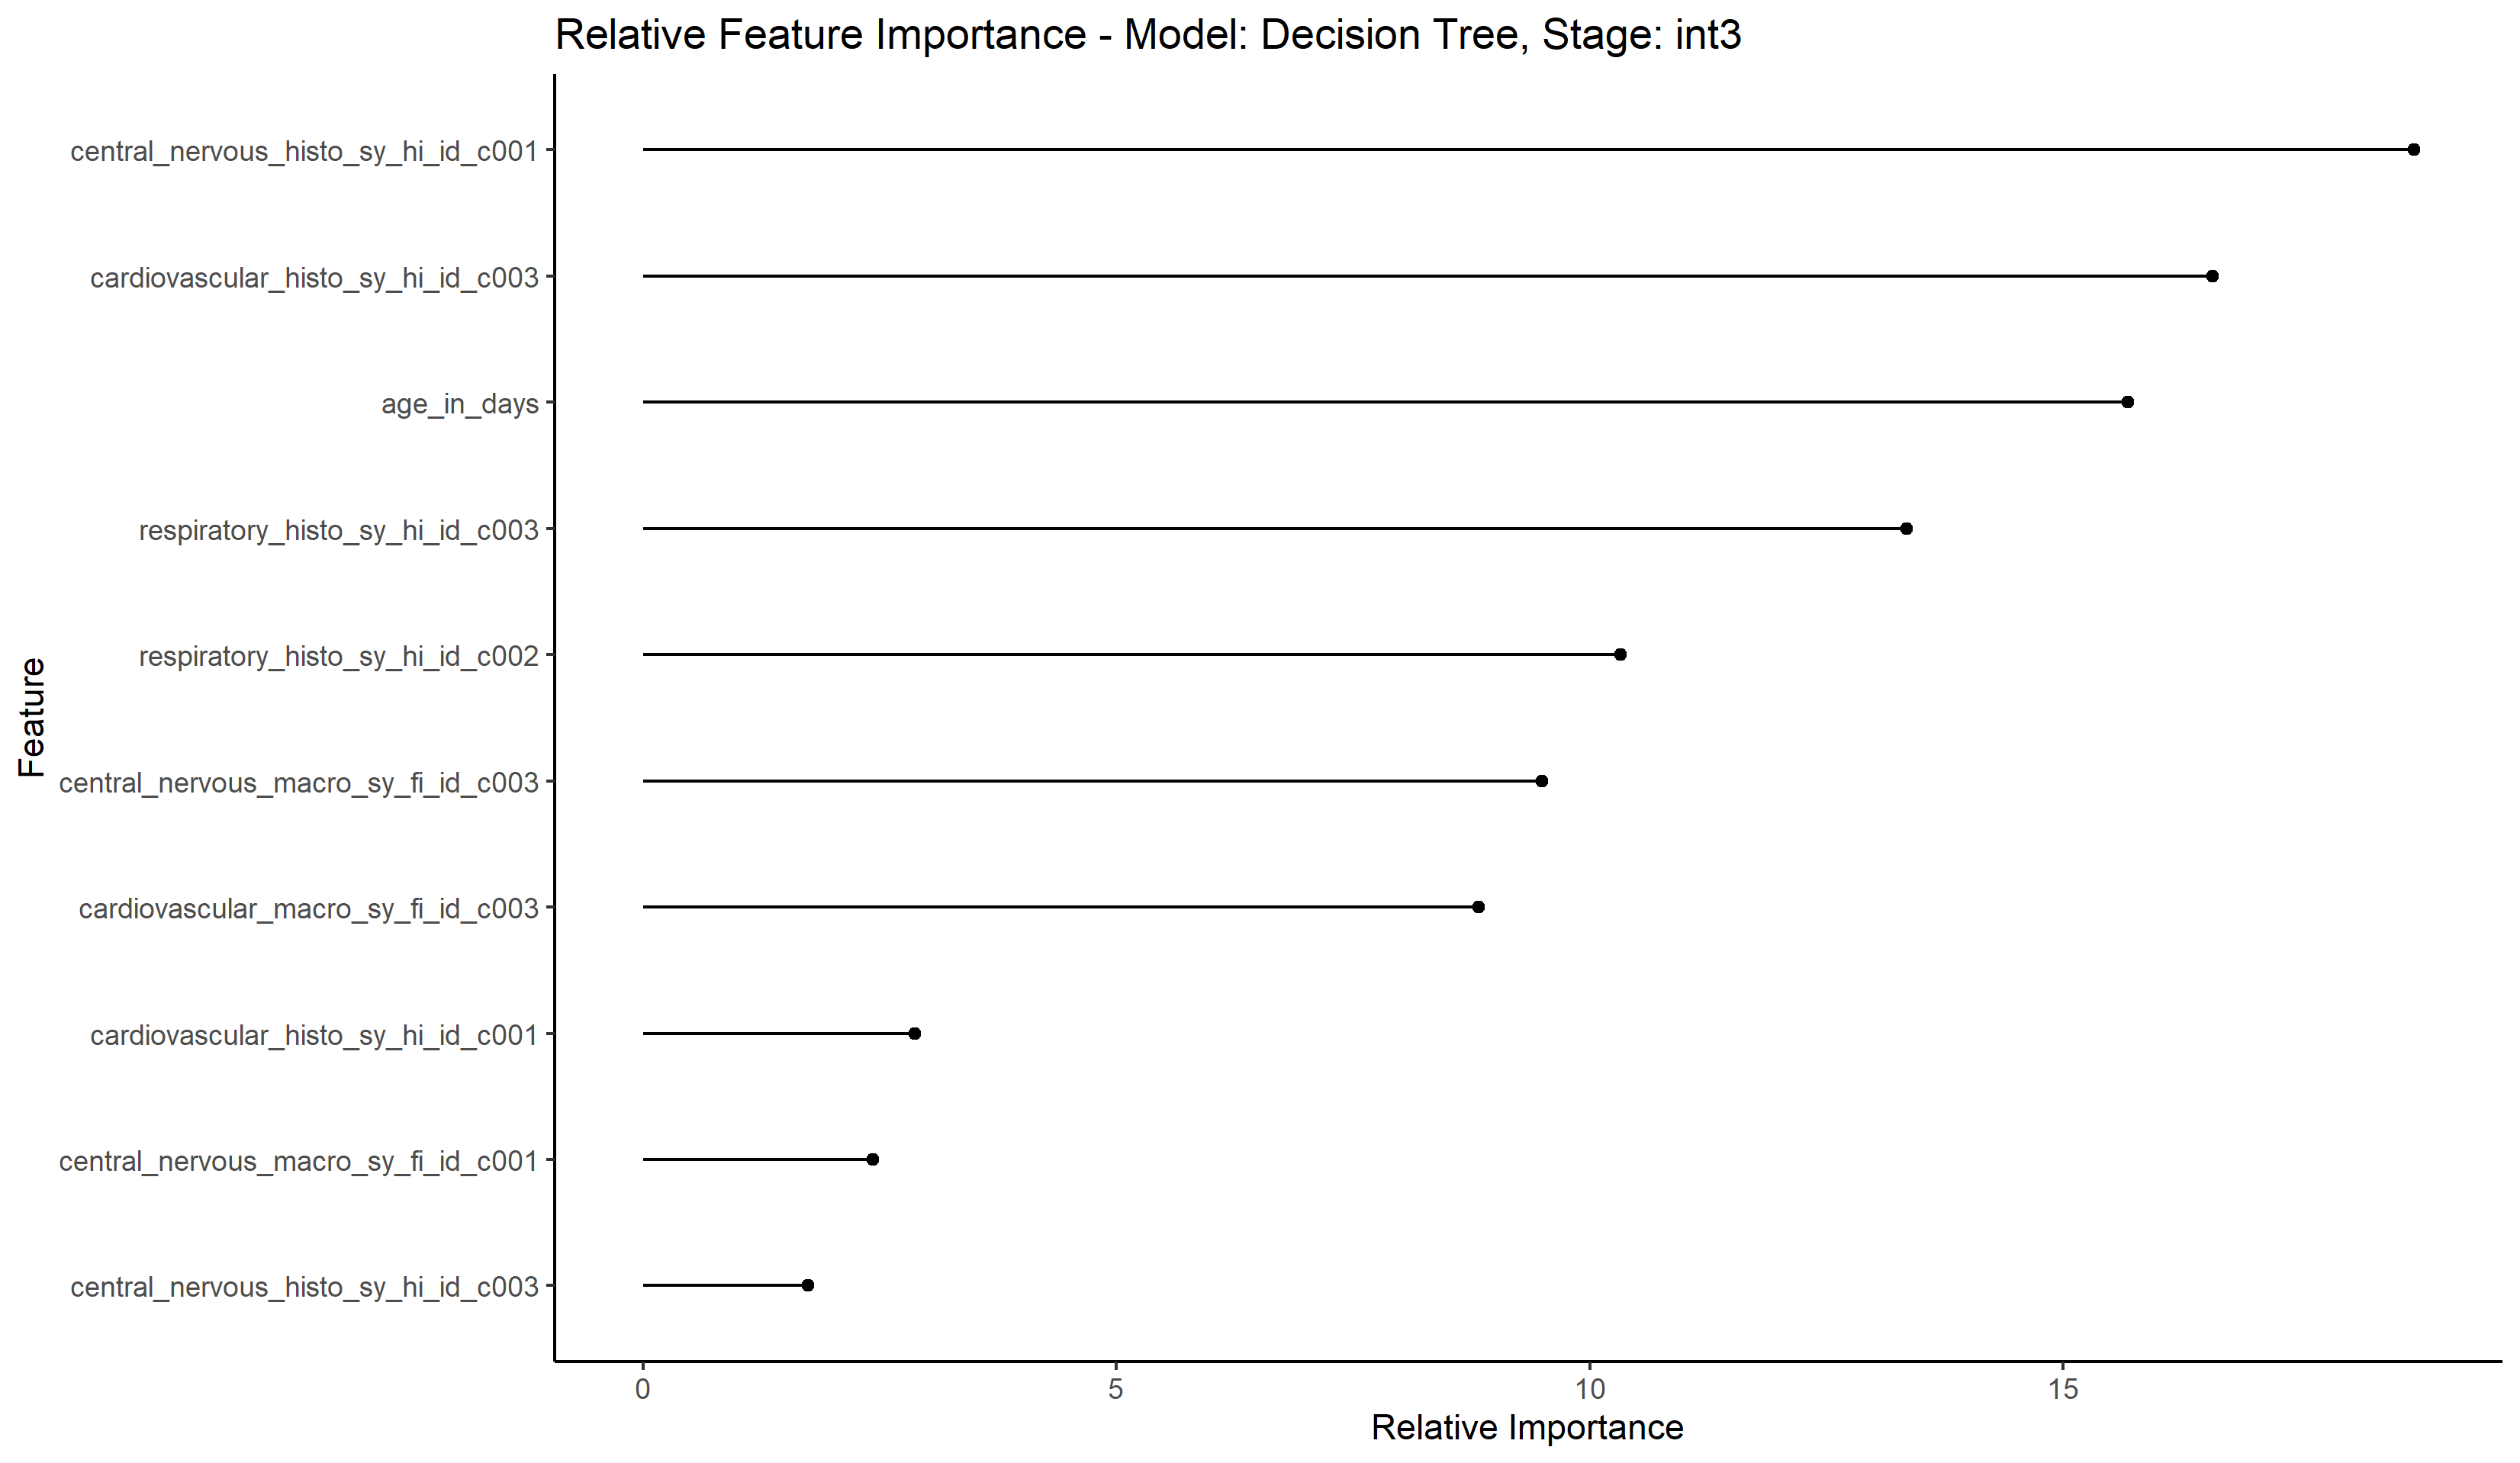 Relative Feature Importance - Model: Decision Tree, Stage: int3
Feature
central_nervous_histo_sy_hi_id_c001
cardiovascular_histo_sy_hi_id_c003
age_in_days
respiratory_histo_sy_hi_id_c003
respiratory_histo_sy_hi_id_c002
central_nervous_macro_sy_fi_id_c003
cardiovascular_macro_sy_fi_id_c003
cardiovascular_histo_sy_hi_id_c001
central_nervous_macro_sy_fi_id_c001
central_nervous_histo_sy_hi_id_c003
0 5 10 15
Relative Importance